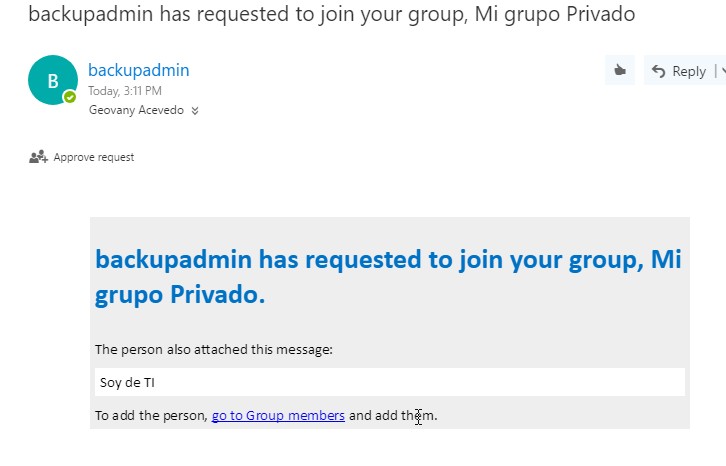 backupadmin has requested to join your group, Mi grupo Privado
B
backupadmin
Today, 3:11 PM
Geovany Acevedo
Reply
Approve request
backupadmin has requested to join your group, Mi
grupo Privado.
The person also attached this message:
Soy de TI
To add the person, go to Group members and add them.